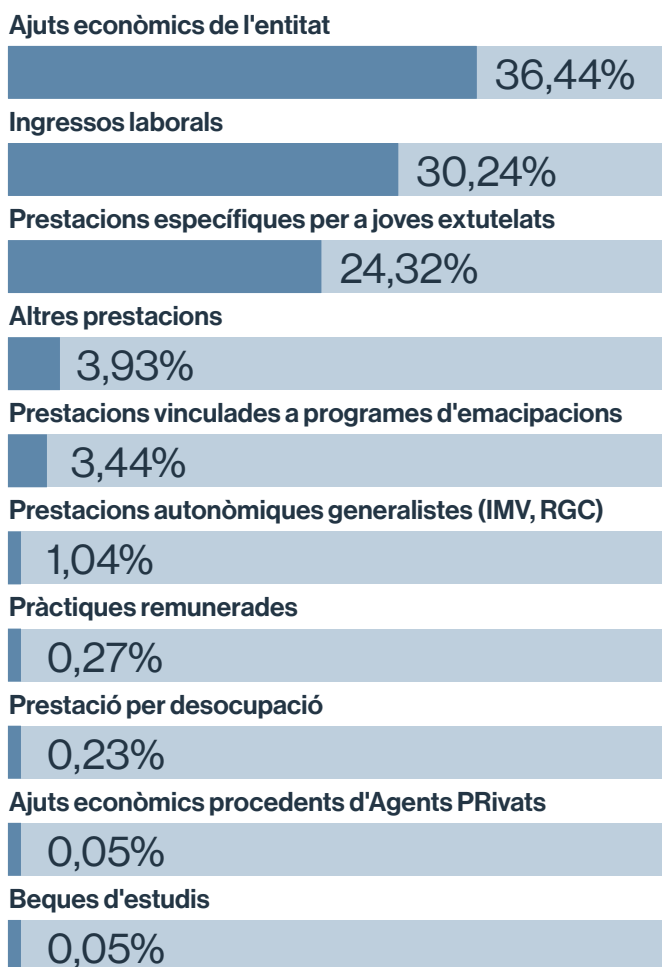 Ajuts econòmics de l'entitat
36,44%
Ingressos laborals
30,24%
Prestacions específiques per a joves extutelats
24,32%
Altres prestacions
3,93%
Prestacions vinculades a programes d'emacipacions
3,44%
Prestacions autonòmiques generalistes (IMV, RGC)
1,04%
Pràctiques remunerades
0,27%
Prestació per desocupació
0,23%
Ajuts econòmics procedents d'Agents PRivats
0,05%
Beques d'estudis
0,05%